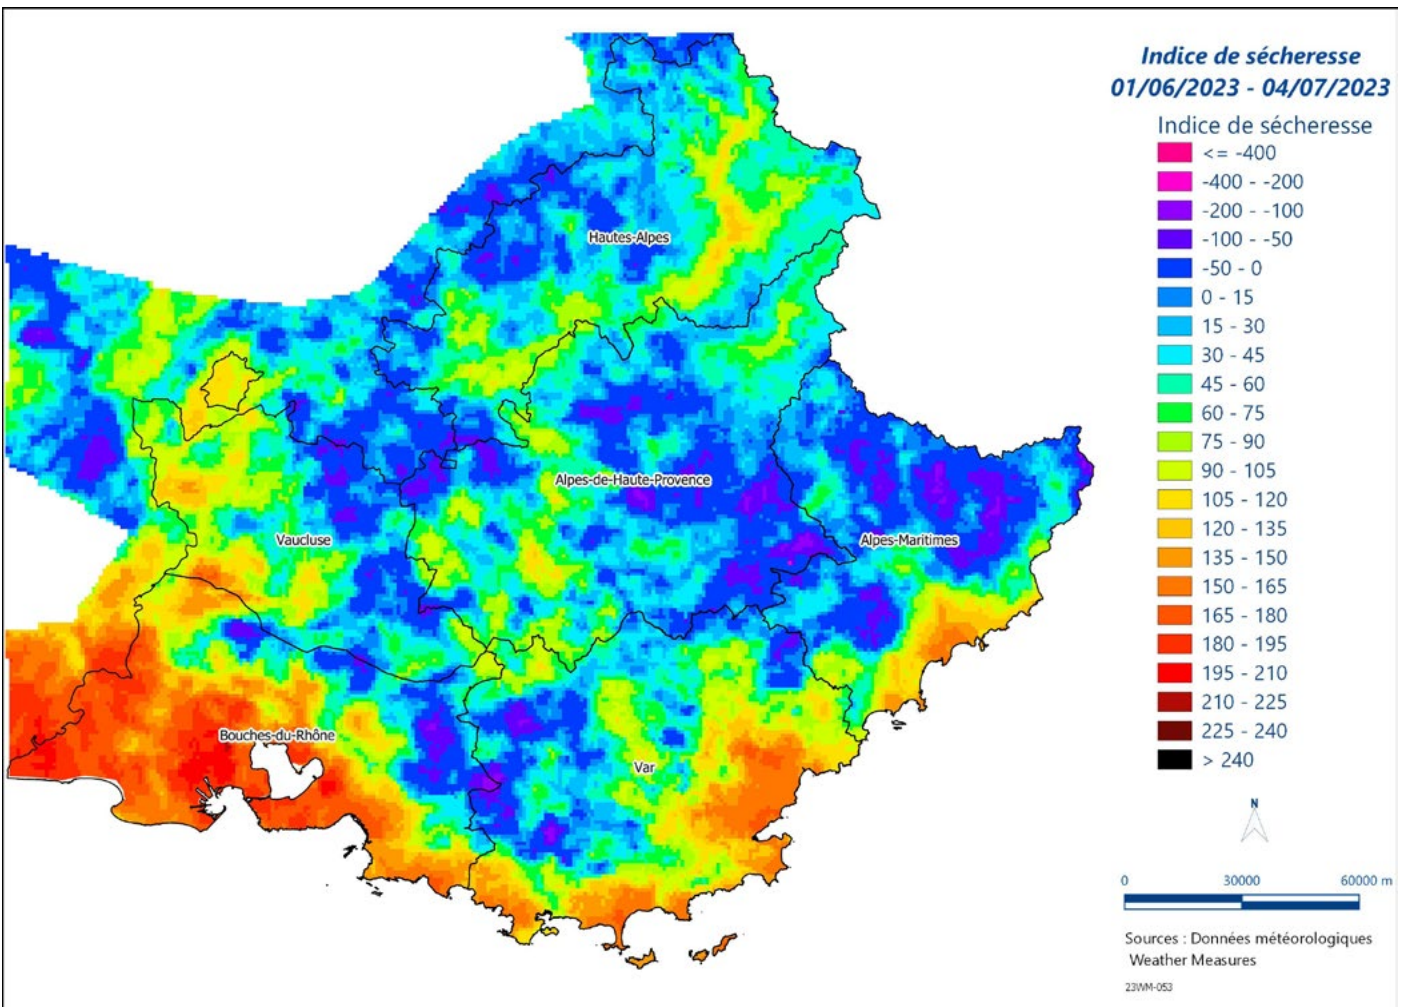 Indice de sécheresse
01/06/2023 - 04/07/2023
Indice de sécheresse
<= -400
-400 - -200
-200 - -100
-100 - -50
-50 - 0
0 - 15
15 - 30
30 - 45
45 - 60
60 - 75
75 - 90
90 - 105
105 - 120
120 - 135
135 - 150
150 - 165
165 - 180
180 - 195
195 - 210
210 - 225
225 - 240
> 240
Hautes-Alpes
Alpes-de-Haute-Provence
Vaucluse
Alpes-Maritimes
Bouches-du-Rhône
Var
N
0 30000 60000 m
Sources : Données météorologiques
Weather Measures
23WM-053